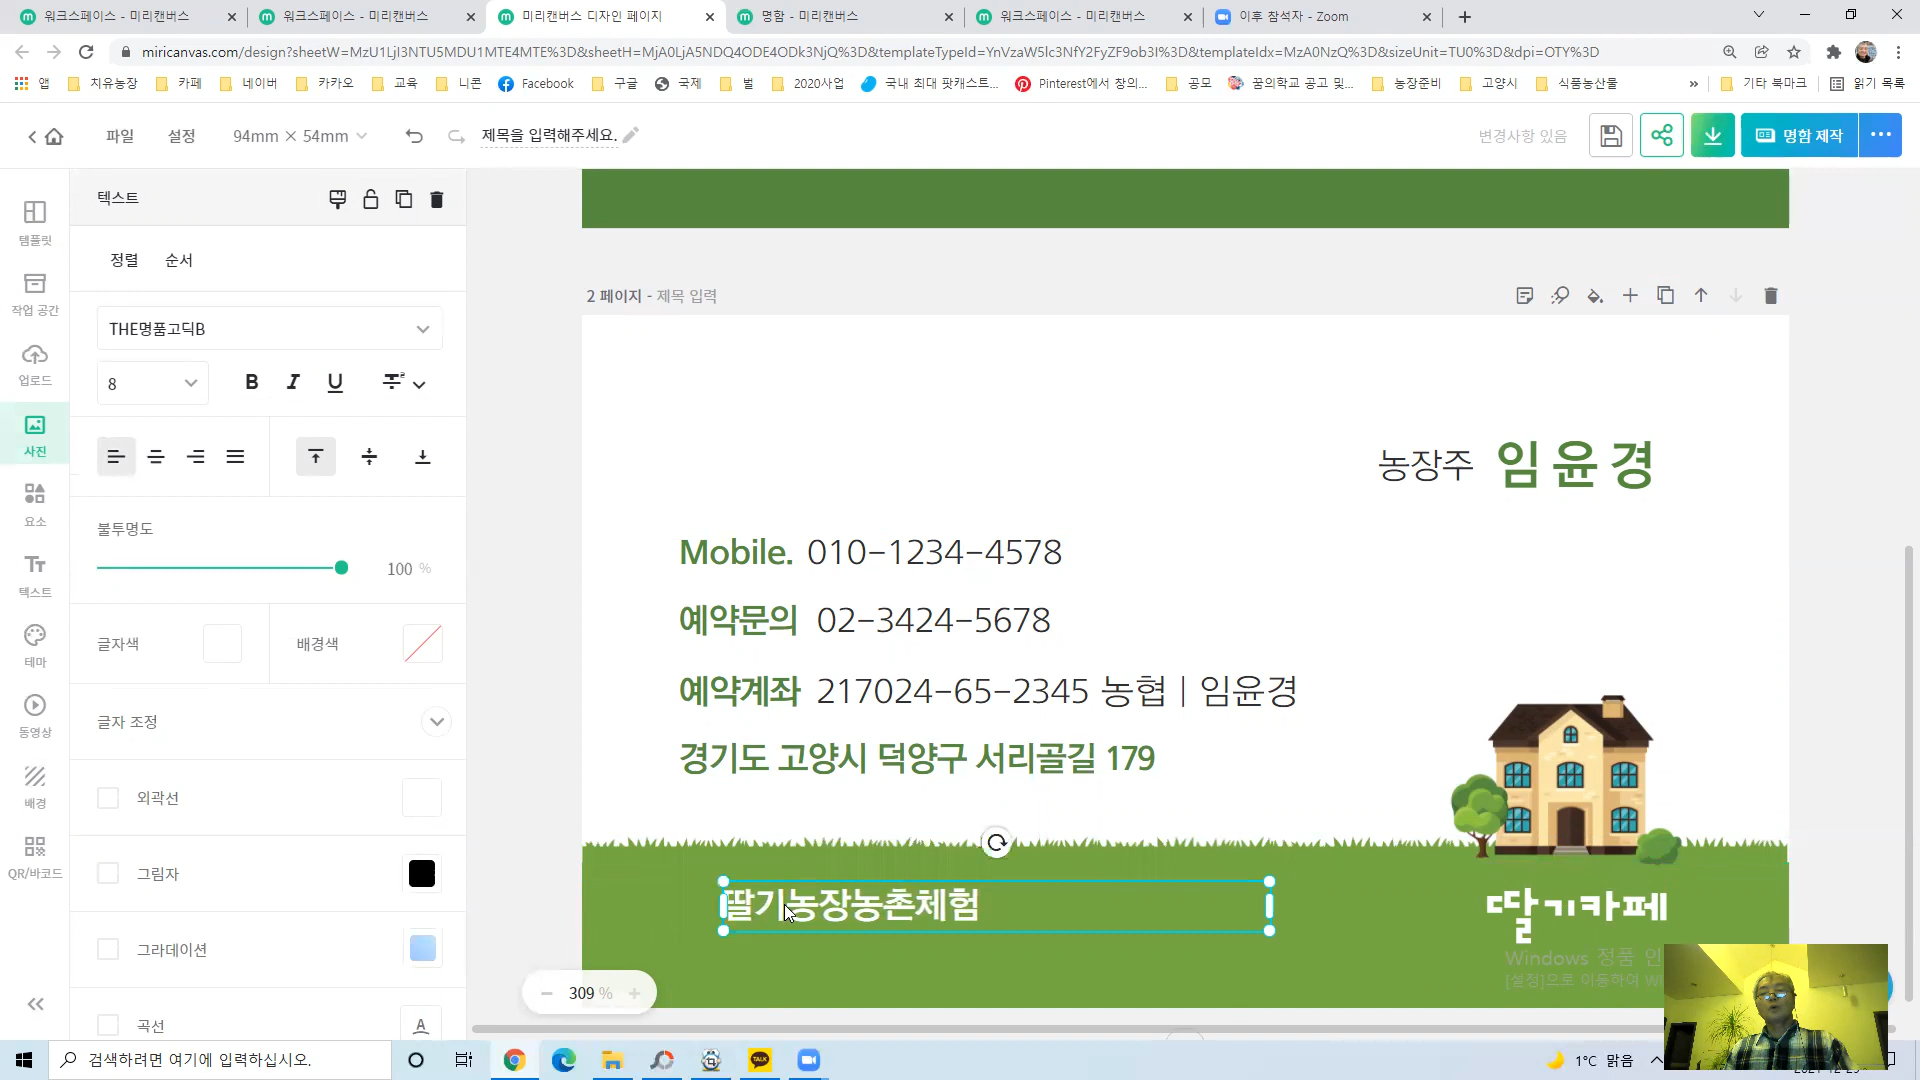 워크스페이스 - 미리캔버스
워크스페이스 - 미리캔버스
미리캔버스 디자인 페이지
명함 - 미리캔버스
워크스페이스 - 미리캔버스
이후 참석자 - Zoom
miricanvas.com/design?sheetW=MzU1LjI3NTU5MDU1MTE4MTE%3D&sheetH=MjA0LjA5NDQ4ODE4ODk3NjQ%3D&templateTypeId=YnVzaW5lc3NfY2FyZF9ob3I%3D&templateIdx=MzA0NzQ%3D&sizeUnit=TU0%3D&dpi=OTY%3D
앱 치유농장 카페 네이버 카카오 교육 니콘 Facebook 구글 국제 벌 2020사업 국내 최대 팟캐스트... Pinterest에서 창의... 공모 꿈의학교 공고 및... 농장준비 고양시 식품농산물 » 기타 북마크 읽기 목록
파일 설정 94mm × 54mm 제목을 입력해주세요. 변경사항 있음 명함 제작
템플릿
작업 공간
업로드
사진
요소
텍스트
테마
동영상
배경
QR/바코드
텍스트
정렬 순서
THE명품고딕B
8
B I U
불투명도
100 %
글자색 배경색
글자 조정
외곽선
그림자
그라데이션
곡선
A
2 페이지 - 제목 입력
농장주 임윤경
Mobile. 010-1234-4578
예약문의 02-3424-5678
예약계좌 217024-65-2345 농협 | 임윤경
경기도 고양시 덕양구 서리골길 179
딸기농장농촌체험
딸기카페
Windows 정품 인
309 %
검색하려면 여기에 입력하십시오.
TALK
1°C 맑음